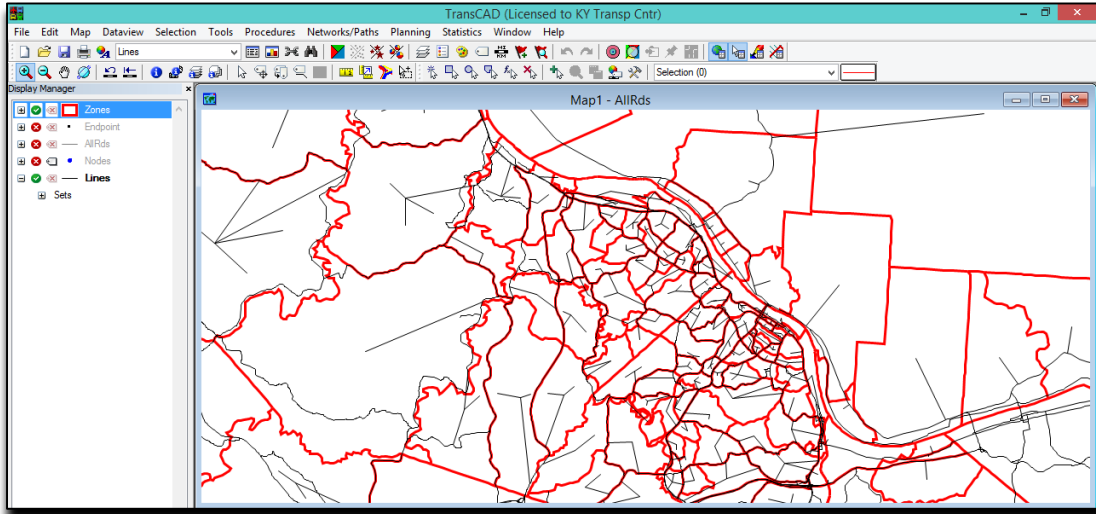 TransCAD (Licensed to KY Transp Cntr)
File Edit Map Dataview Selection Tools Procedures Networks/Paths Planning Statistics Window Help
Lines
Selection (0)
Display Manager
Map1 - AllRds
Zones
Endpoint
AllRds
Nodes
Lines
Sets